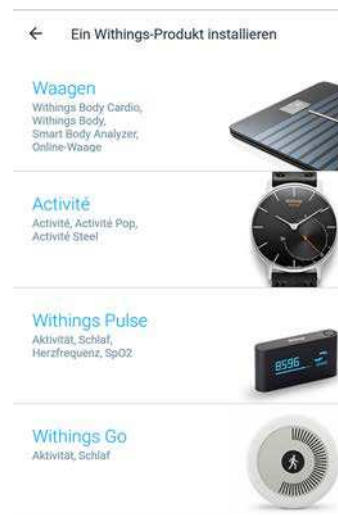 Ein Withings-Produkt installieren
Waagen
Withings Body Cardio,
Withings Body,
Smart Body Analyzer,
Online-Waage
Activité
Activité, Activité Pop,
Activité Steel
Withings Pulse
Aktivität, Schlaf,
Herzfrequenz, SpO2
8596
Withings Go
Aktivität, Schlaf